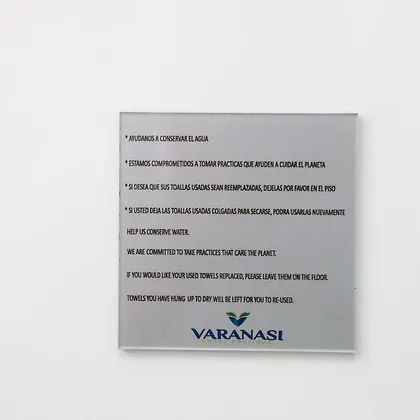 * AYUDANOS A CONSERVAR EL AGUA
* ESTAMOS COMPROMETIDOS A TOMAR PRACTICAS QUE AYUDEN A CUIDAR EL PLANETA
* SI DESEA QUE SUS TOALLAS USADAS SEAN REEMPLAZADAS, DEJELAS POR FAVOR EN EL PISO
* SI USTED DEJA LAS TOALLAS USADAS COLGADAS PARA SECARSE, PODRA USARLAS NUEVAMENTE
HELP US CONSERVE WATER.
WE ARE COMMITTED TO TAKE PRACTICES THAT CARE THE PLANET.
IF YOU WOULD LIKE YOUR USED TOWELS REPLACED, PLEASE LEAVE THEM ON THE FLOOR.
TOWELS YOU HAVE HUNG UP TO DRY WILL BE LEFT FOR YOU TO RE-USED.
VARANASI
HOTEL BOUTIQUE